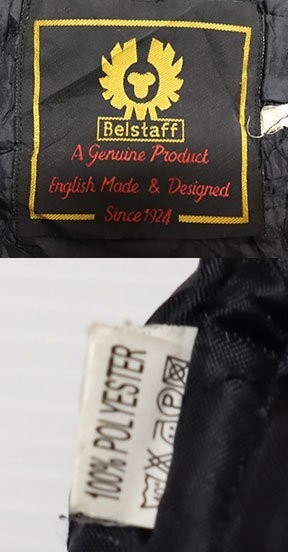 Belstaff
A Genuine Product
English Made & Designed
Since 1924
100% POLYESTER